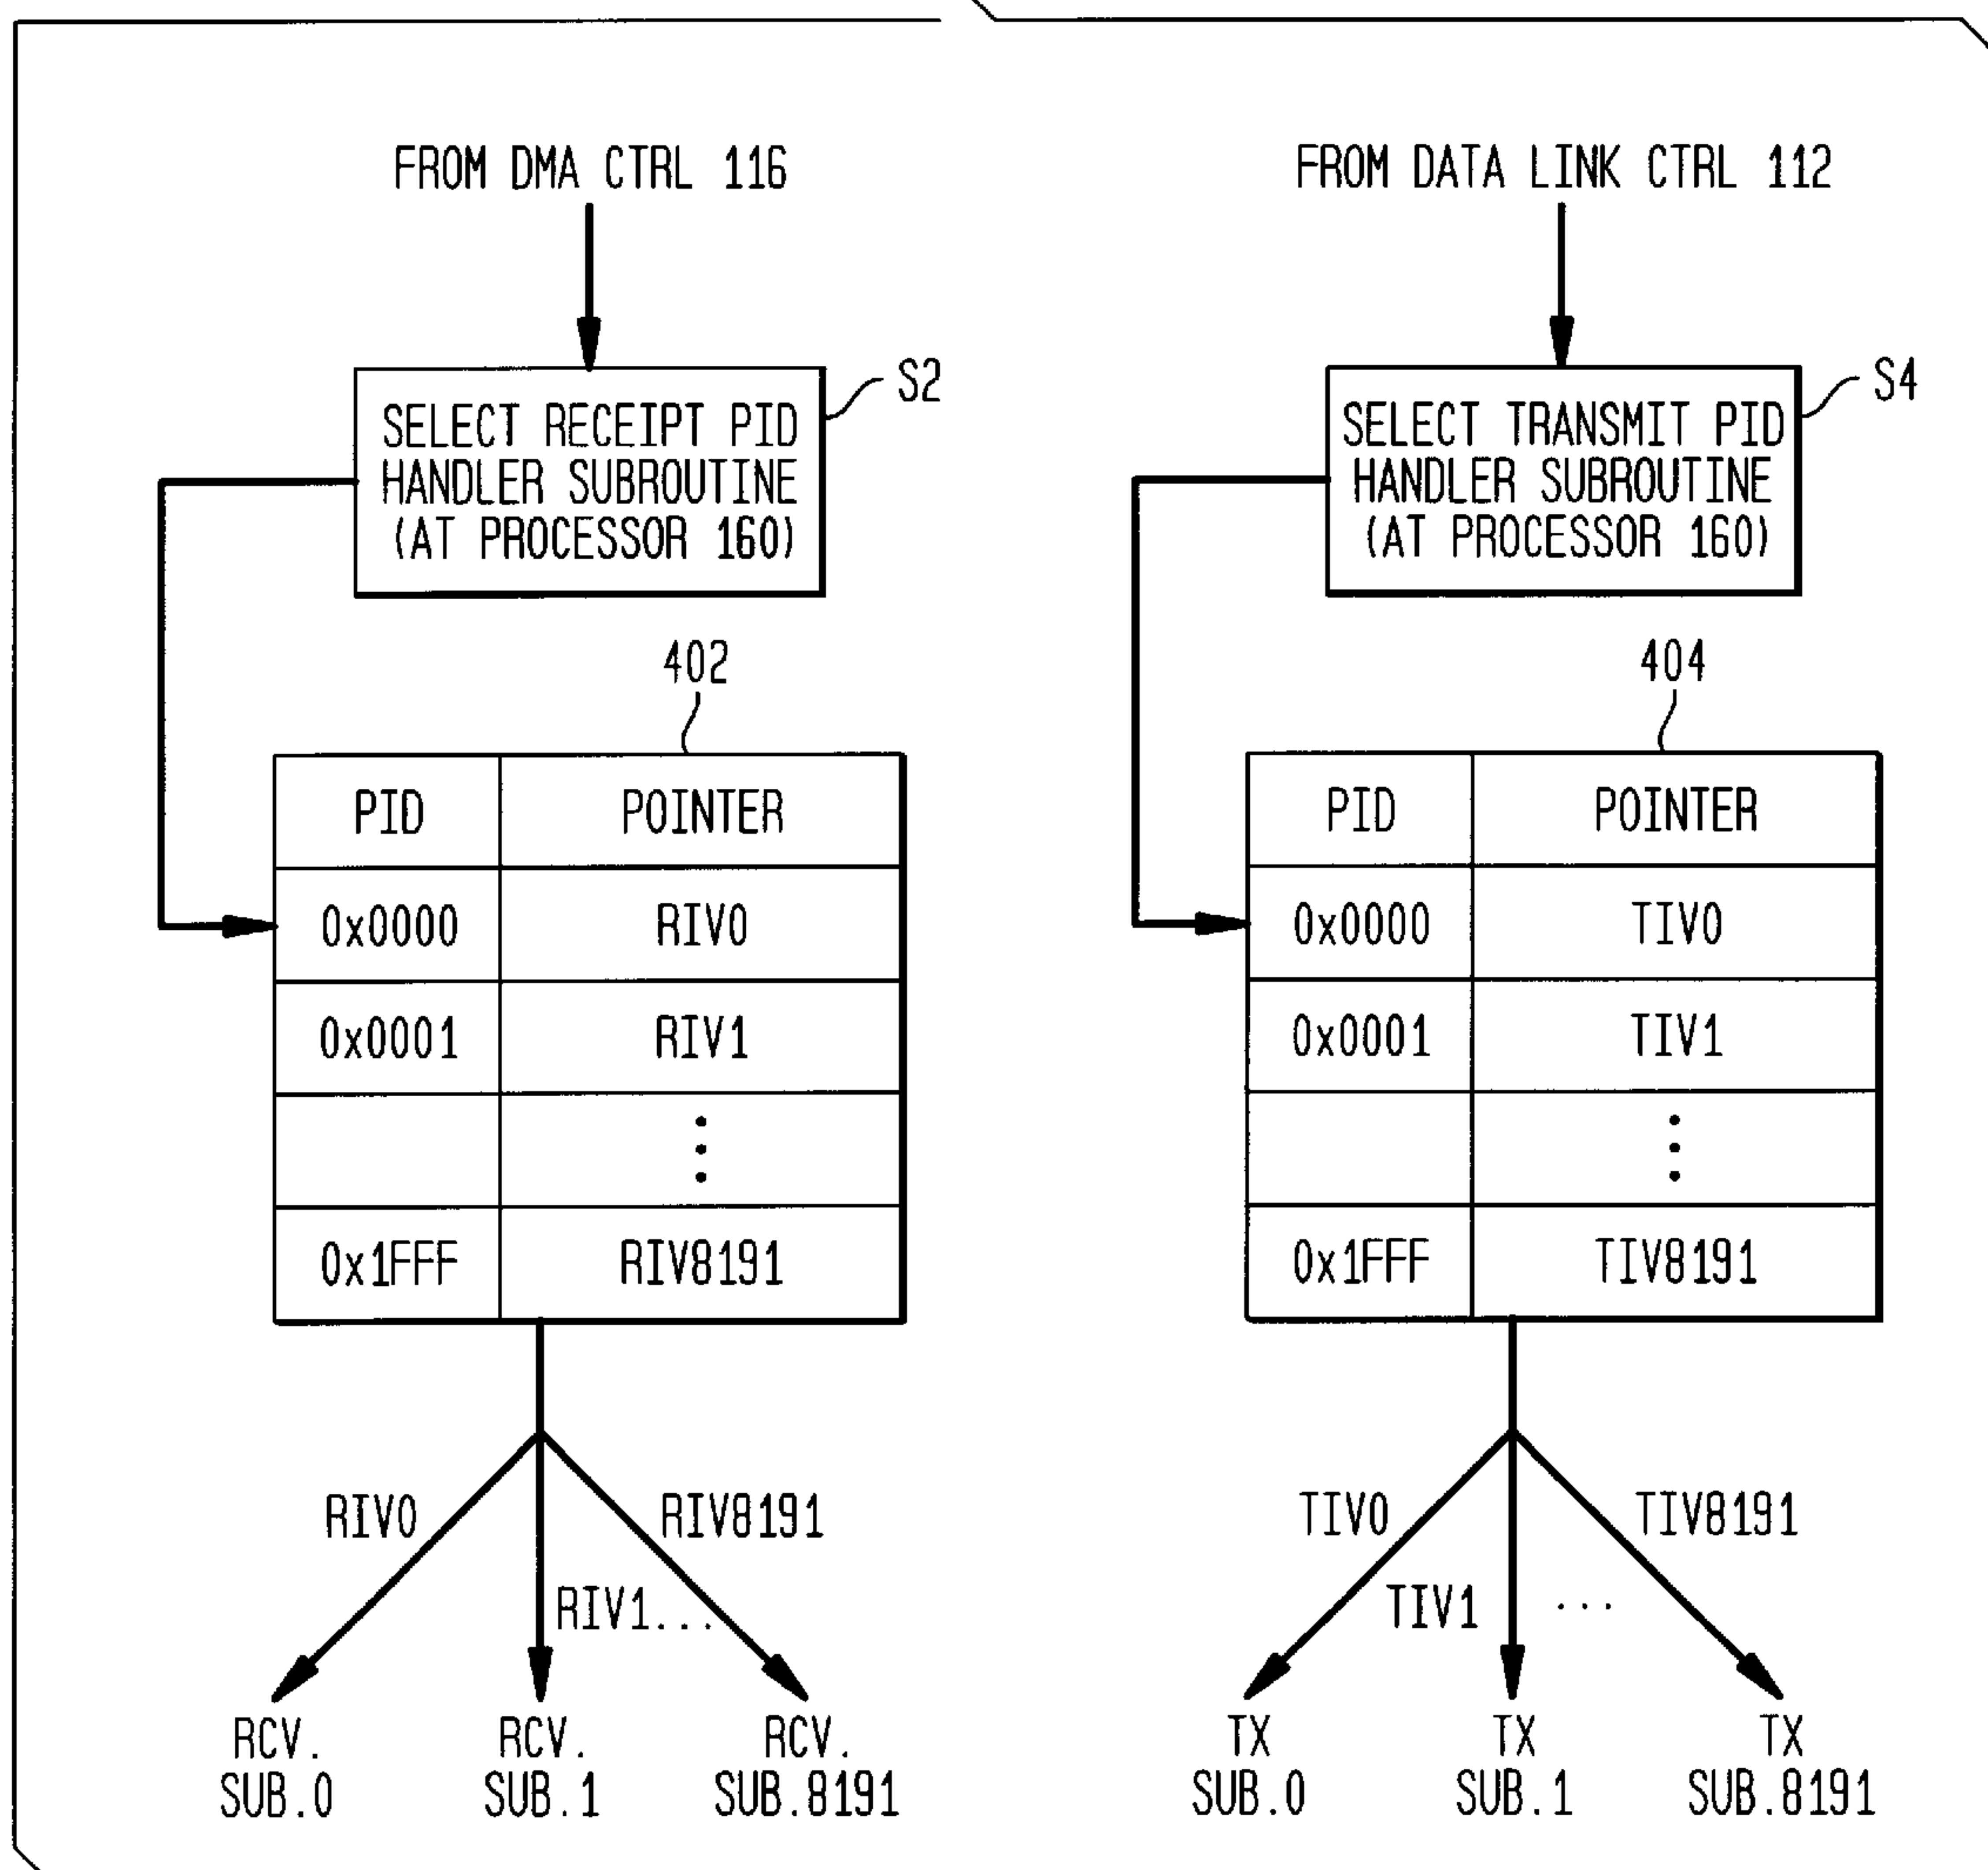 FROM DMA CTRL 116
SELECT RECEIPT PID
HANDLER SUBROUTINE
(AT PROCESSOR 160)
S2
402
PID POINTER
0x0000 RIV0
0x0001 RIV1
0x1FFF RIV8191
RIV0
RIV8191
RIV1...
RCV.
SUB.0
RCV.
SUB.1
RCV.
SUB.8191
FROM DATA LINK CTRL 112
SELECT TRANSMIT PID
HANDLER SUBROUTINE
(AT PROCESSOR 160)
S4
404
PID POINTER
0x0000 TIV0
0x0001 TIV1
0x1FFF TIV8191
TIV0
TIV8191
TIV1 ...
TX
SUB.0
TX
SUB.1
TX
SUB.8191